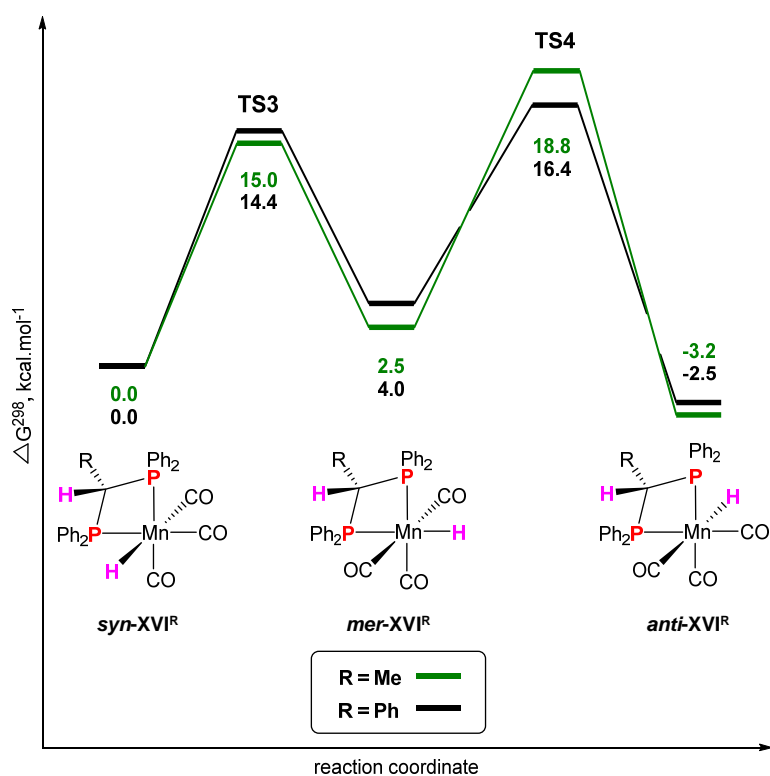 TS4
TS3
18.8
16.4
15.0
14.4
△G²⁹⁸, kcal.mol⁻¹
2.5
4.0
-3.2
-2.5
0.0
0.0
R
Ph₂
P
H
CO
Ph₂P
Mn
CO
H
CO
syn-XVIᴿ
R
Ph₂
P
H
CO
Ph₂P
Mn
H
OC
CO
mer-XVIᴿ
R
Ph₂
P
H
H
Ph₂P
Mn
CO
OC
CO
anti-XVIᴿ
R = Me
R = Ph
reaction coordinate